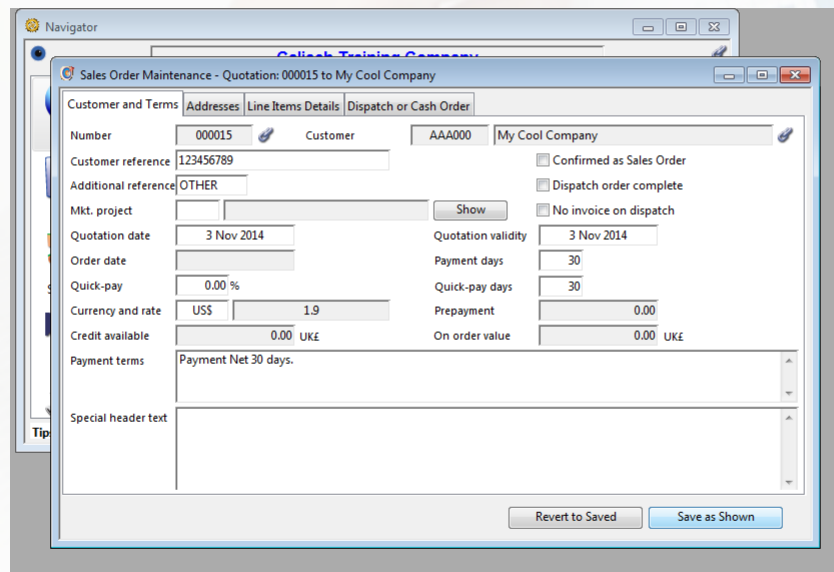 Navigator
Sales Order Maintenance - Quotation: 000015 to My Cool Company
Customer and Terms Addresses Line Items Details Dispatch or Cash Order
Number 000015 Customer AAA000 My Cool Company
Customer reference 123456789 Confirmed as Sales Order
Additional reference OTHER Dispatch order complete
Mkt. project Show No invoice on dispatch
Quotation date 3 Nov 2014 Quotation validity 3 Nov 2014
Order date Payment days 30
Quick-pay 0.00 % Quick-pay days 30
Currency and rate US$ 1.9 Prepayment 0.00
Credit available 0.00 UK£ On order value 0.00 UK£
Payment terms Payment Net 30 days.
Special header text
Tip
Revert to Saved Save as Shown